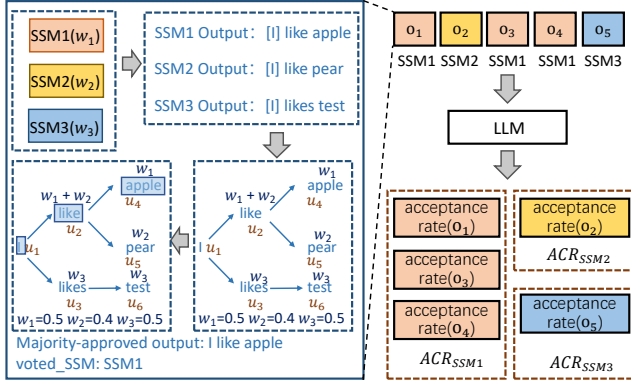 SSM1(w₁)
SSM2(w₂)
SSM3(w₃)
SSM1 Output: [I] like apple
SSM2 Output: [I] like pear
SSM3 Output: [I] likes test
w₁
apple
u₄
w₁ + w₂
like
u₂
I u₁
w₂
pear
u₅
w₃
likes
u₃
w₃
test
u₆
w₁=0.5 w₂=0.4 w₃=0.5
w₁
apple
u₄
w₁ + w₂
like
u₂
I u₁
w₂
pear
u₅
w₃
likes
u₃
w₃
test
u₆
w₁=0.5 w₂=0.4 w₃=0.5
Majority-approved output: I like apple
voted_SSM: SSM1
o₁ o₂ o₃ o₄ o₅
SSM1 SSM2 SSM1 SSM1 SSM3
LLM
acceptance
rate(o₁)
acceptance
rate(o₃)
acceptance
rate(o₄)
ACR_SSM1
acceptance
rate(o₂)
ACR_SSM2
acceptance
rate(o₅)
ACR_SSM3